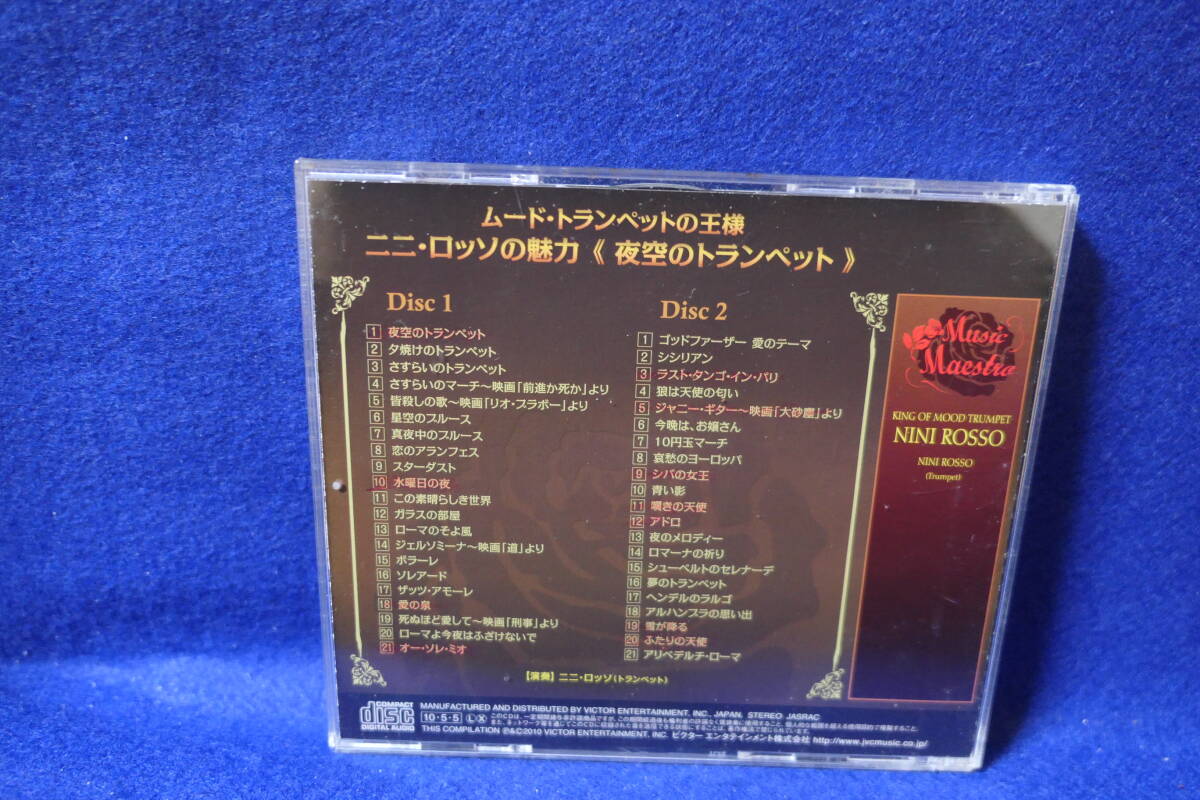 ムード・トランペットの王様
ニニ・ロッソの魅力《 夜空のトランペット 》
Disc 1
1 夜空のトランペット
2 夕焼けのトランペット
3 さすらいのトランペット
4 さすらいのマーチ〜映画「前進か死か」より
5 皆殺しの歌〜映画「リオ・ブラボー」より
6 星空のブルース
7 真夜中のブルース
8 恋のアランフェス
9 スターダスト
10 水曜日の夜
11 この素晴らしき世界
12 ガラスの部屋
13 ローマのそよ風
14 ジェルソミーナ〜映画「道」より
15 ボラーレ
16 ソレアード
17 ザッツ・アモーレ
18 愛の泉
19 死ぬほど愛して〜映画「刑事」より
20 ローマよ今夜はふざけないで
21 オー・ソレ・ミオ
Disc 2
1 ゴッドファーザー 愛のテーマ
2 シシリアン
3 ラスト・タンゴ・イン・パリ
4 狼は天使の匂い
5 ジャニー・ギター〜映画「大砂塵」より
6 今晩は、お嬢さん
7 10円玉マーチ
8 哀愁のヨーロッパ
9 シバの女王
10 青い影
11 嘆きの天使
12 アドロ
13 夜のメロディー
14 ロマーナの祈り
15 シューベルトのセレナーデ
16 夢のトランペット
17 ヘンデルのラルゴ
18 アルハンブラの思い出
19 雪が降る
20 ふたりの天使
21 アリベデルチ・ローマ
【演奏】ニニ・ロッソ(トランペット)
Music
Maestro
KING OF MOOD TRUMPET
NINI ROSSO
NINI ROSSO
(Trumpet)
COMPACT
disc
DIGITAL AUDIO
MANUFACTURED AND DISTRIBUTED BY VICTOR ENTERTAINMENT, INC. JAPAN. STEREO JASRAC
10・5・5 L X
THIS COMPILATION ℗&©2010 VICTOR ENTERTAINMENT, INC. ビクター エンタテインメント株式会社 http://www.jvcmusic.co.jp/